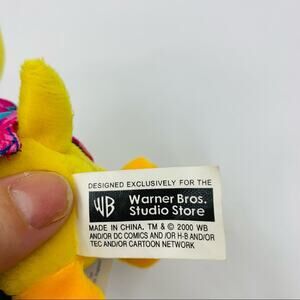 DESIGNED EXCLUSIVELY FOR THE
WB Warner Bros.
Studio Store
MADE IN CHINA. TM & © 2000 WB
AND/OR DC COMICS AND /OR H-B AND/OR
TEC AND/OR CARTOON NETWORK